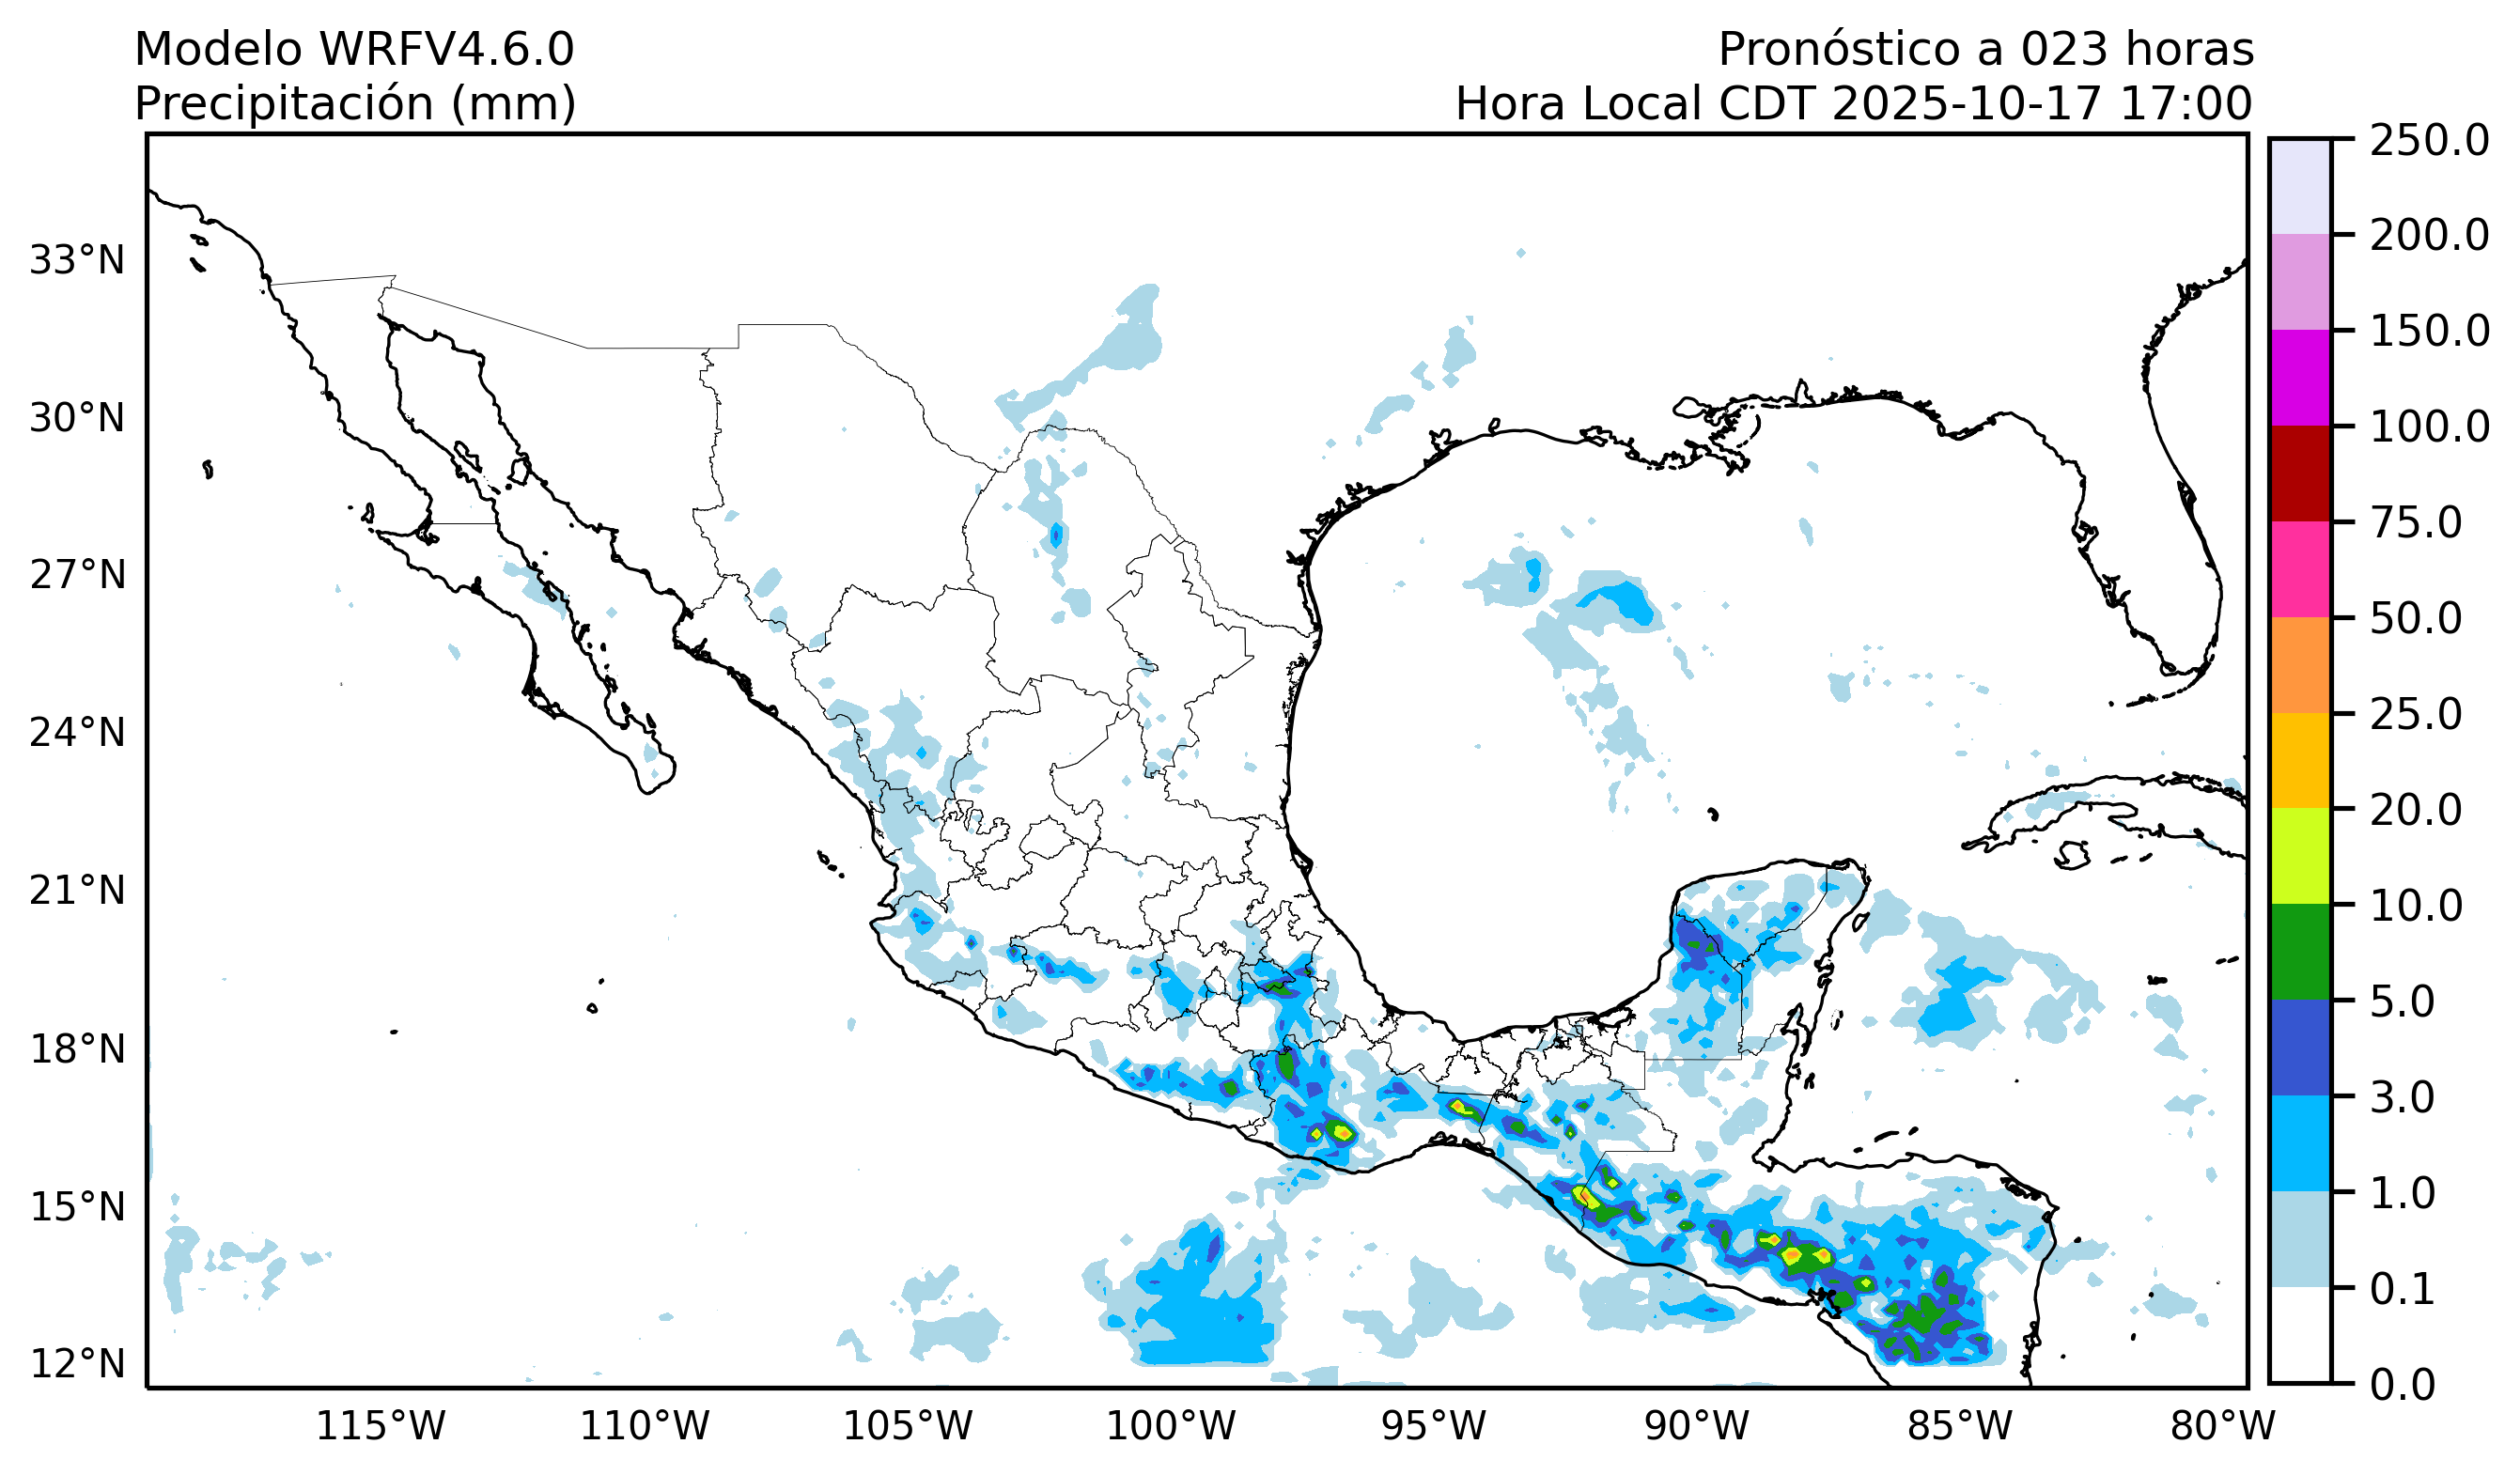 Modelo WRFV4.6.0
Precipitación (mm)
Pronóstico a 023 horas
Hora Local CDT 2025-10-17 17:00
33°N
30°N
27°N
24°N
21°N
18°N
15°N
12°N
115°W
110°W
105°W
100°W
95°W
90°W
85°W
80°W
250.0
200.0
150.0
100.0
75.0
50.0
25.0
20.0
10.0
5.0
3.0
1.0
0.1
0.0